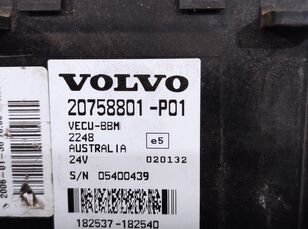 VOLVO
20758801-P01
VECU-BBM
2248
e5
AUSTRALIA
24V 020132
S/N 05400439
182537-182540